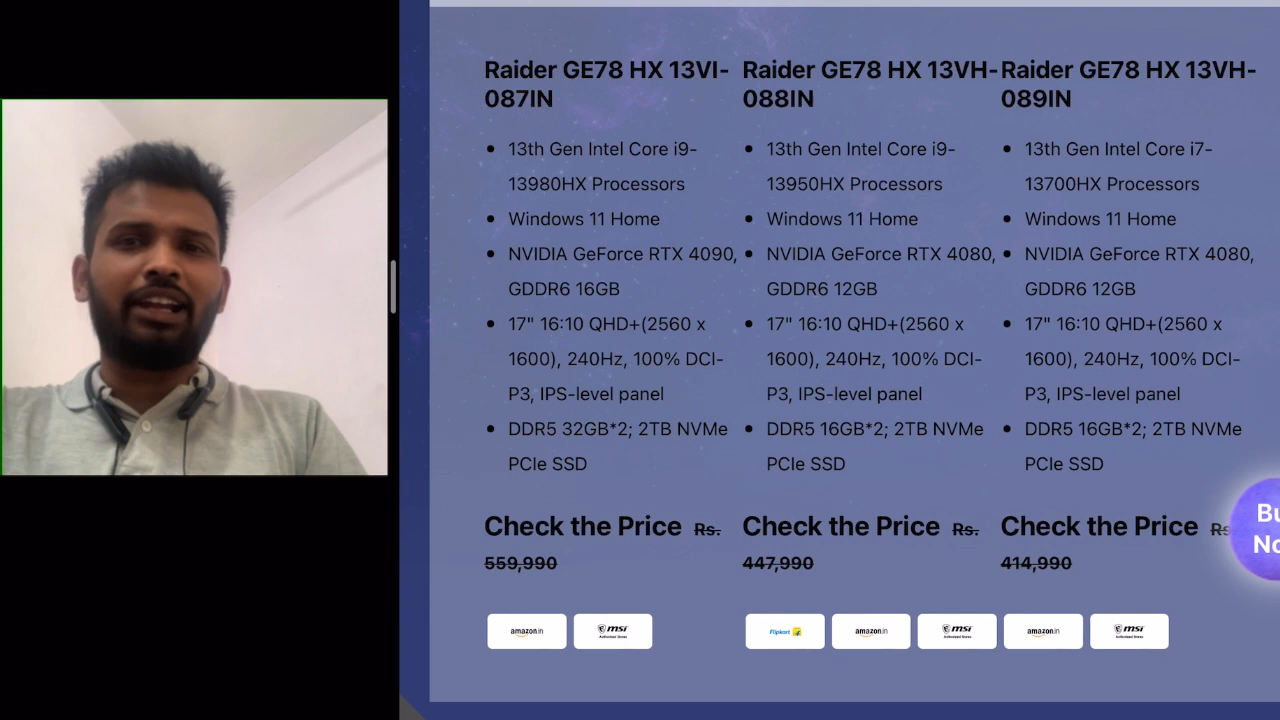 Raider GE78 HX 13VI-
087IN
13th Gen Intel Core i9-
13980HX Processors
Windows 11 Home
NVIDIA GeForce RTX 4090,
GDDR6 16GB
17" 16:10 QHD+(2560 x
1600), 240Hz, 100% DCI-
P3, IPS-level panel
DDR5 32GB*2; 2TB NVMe
PCIe SSD
Check the Price Rs.
559,990
amazon.in
msi
Raider GE78 HX 13VH-
088IN
13th Gen Intel Core i9-
13950HX Processors
Windows 11 Home
NVIDIA GeForce RTX 4080,
GDDR6 12GB
17" 16:10 QHD+(2560 x
1600), 240Hz, 100% DCI-
P3, IPS-level panel
DDR5 16GB*2; 2TB NVMe
PCIe SSD
Check the Price Rs.
447,990
Flipkart
amazon.in
msi
Raider GE78 HX 13VH-
089IN
13th Gen Intel Core i7-
13700HX Processors
Windows 11 Home
NVIDIA GeForce RTX 4080,
GDDR6 12GB
17" 16:10 QHD+(2560 x
1600), 240Hz, 100% DCI-
P3, IPS-level panel
DDR5 16GB*2; 2TB NVMe
PCIe SSD
Check the Price Rs
414,990
amazon.in
msi